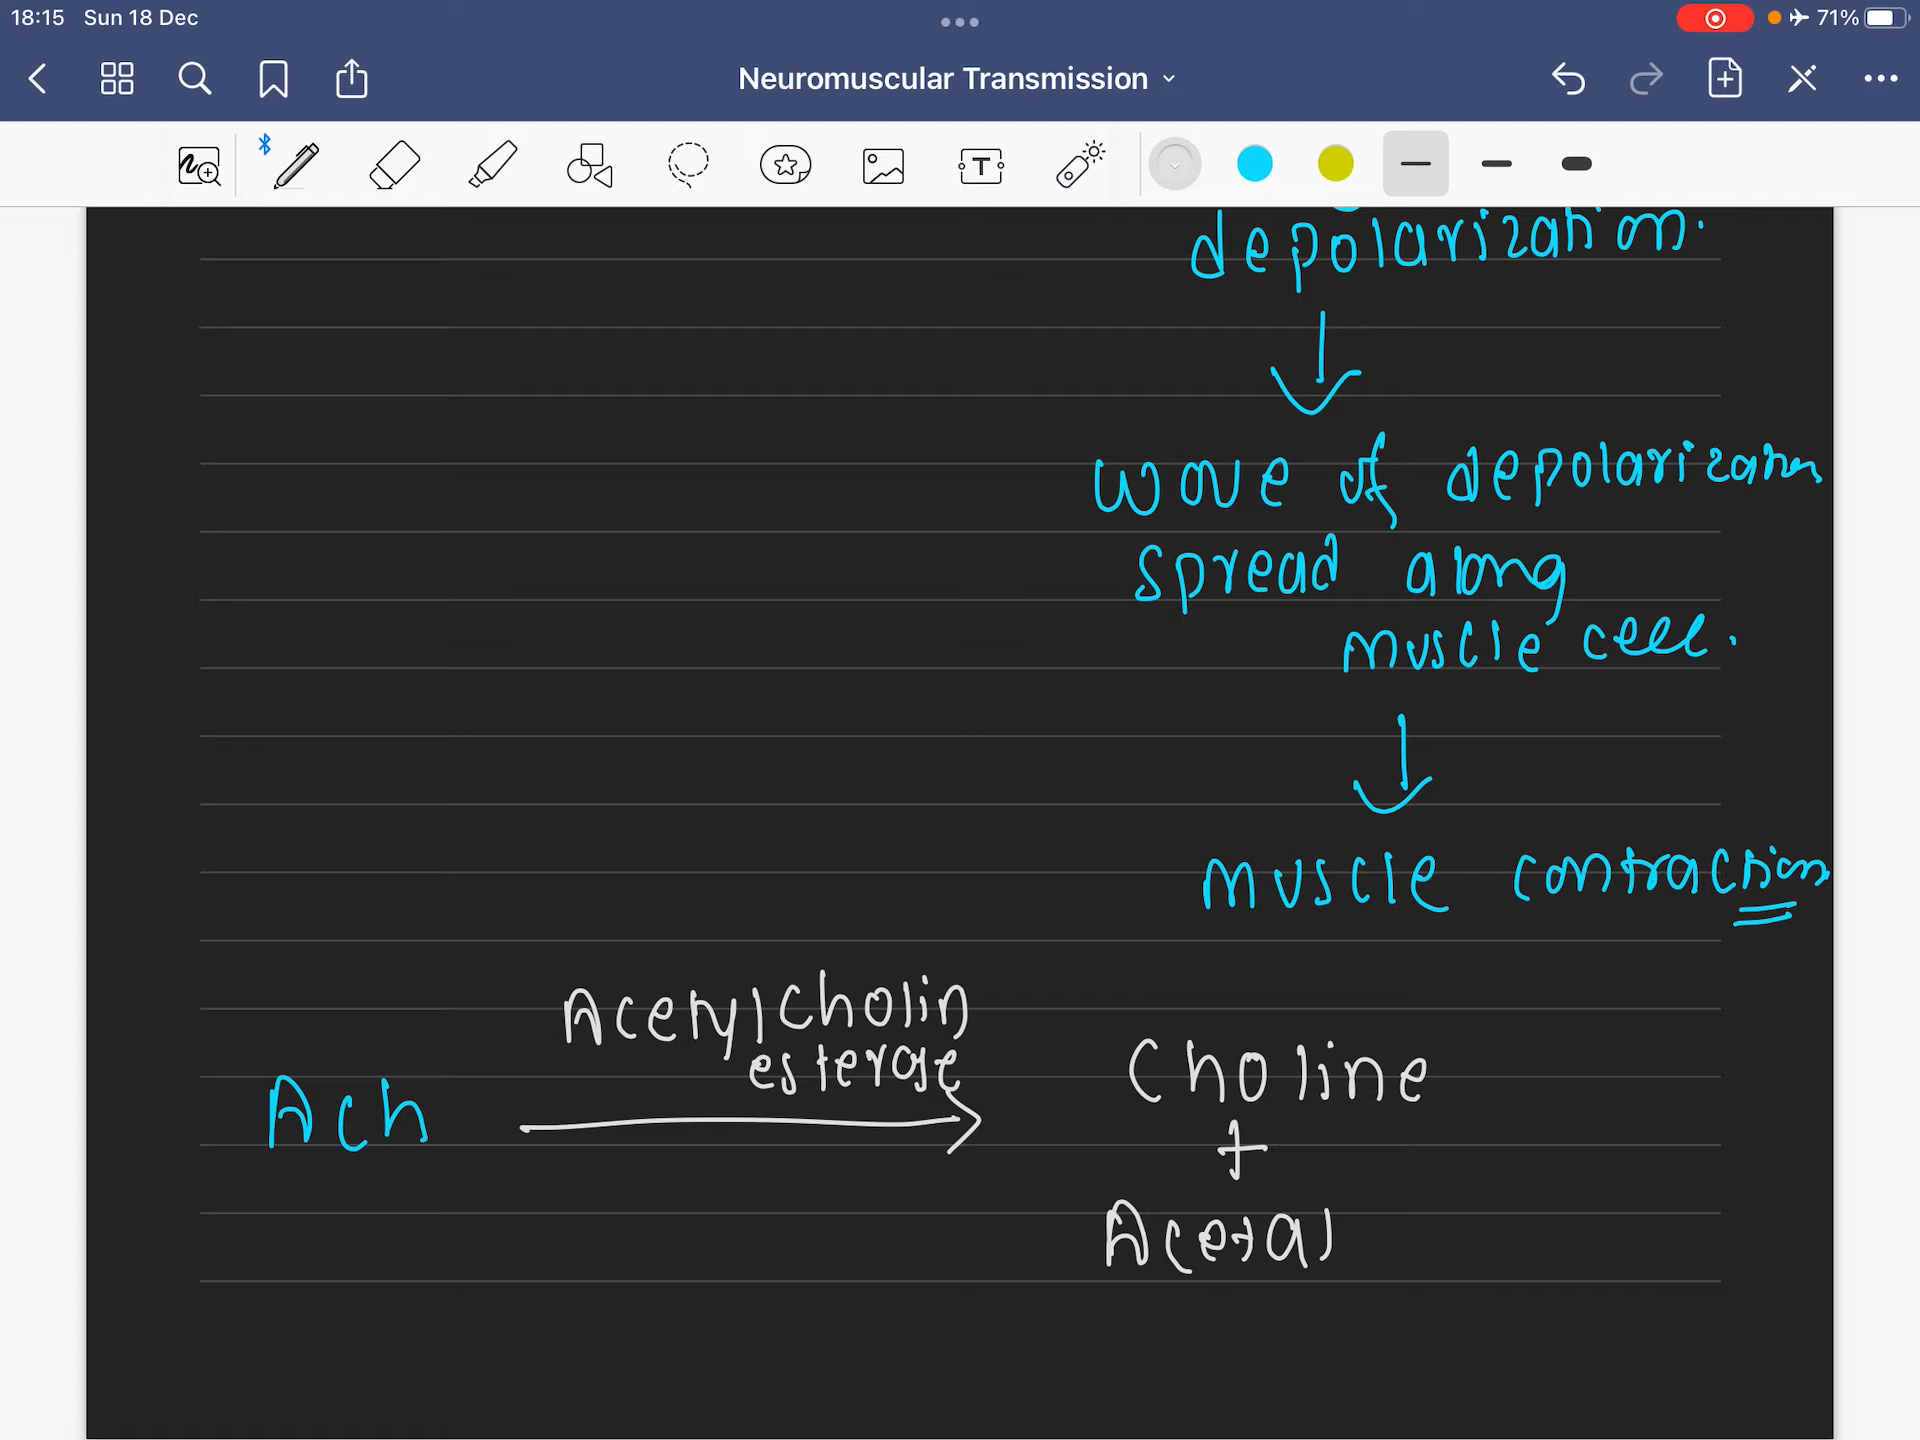 18:15 Sun 18 Dec
71%
Neuromuscular Transmission
T
depolarization.
wave of depolarization
spread along
muscle cell.
muscle contraction
Acetylcholin
esterase
Ach
Choline
+
Acetal